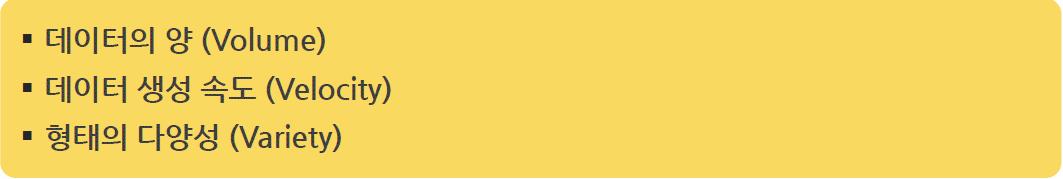 ▪ 데이터의 양 (Volume)
▪ 데이터 생성 속도 (Velocity)
▪ 형태의 다양성 (Variety)